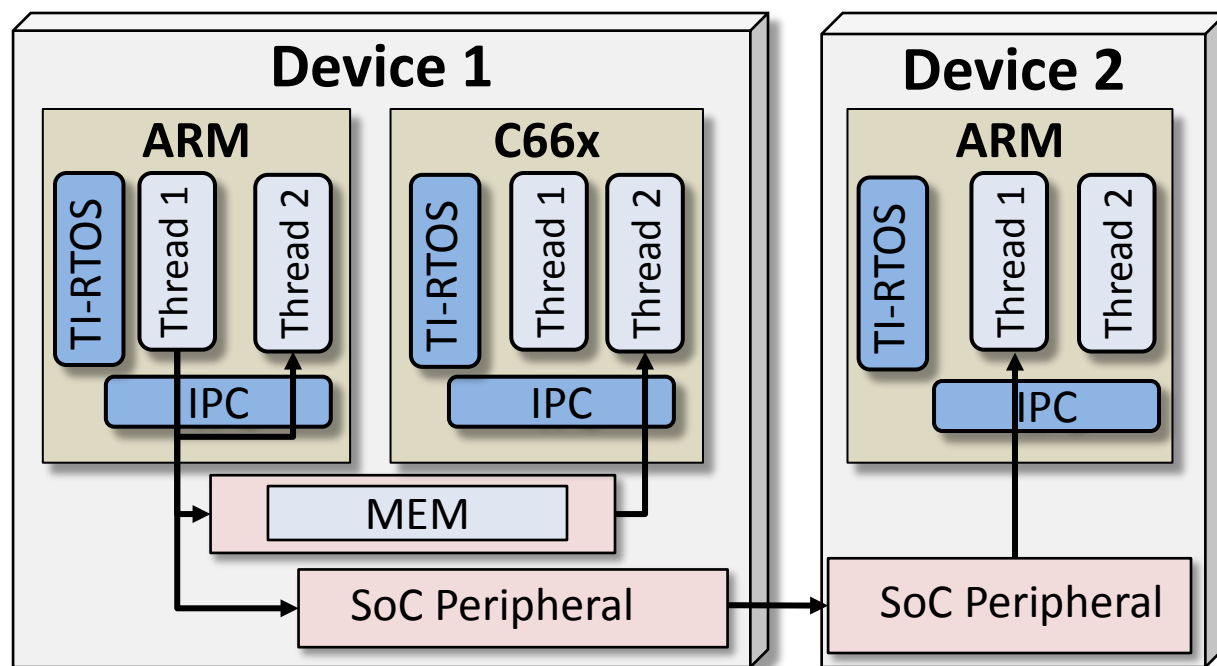 Device 1
ARM
TI-RTOS
Thread 1
Thread 2
IPC
C66x
TI-RTOS
Thread 1
Thread 2
IPC
MEM
SoC Peripheral
Device 2
ARM
TI-RTOS
Thread 1
Thread 2
IPC
SoC Peripheral